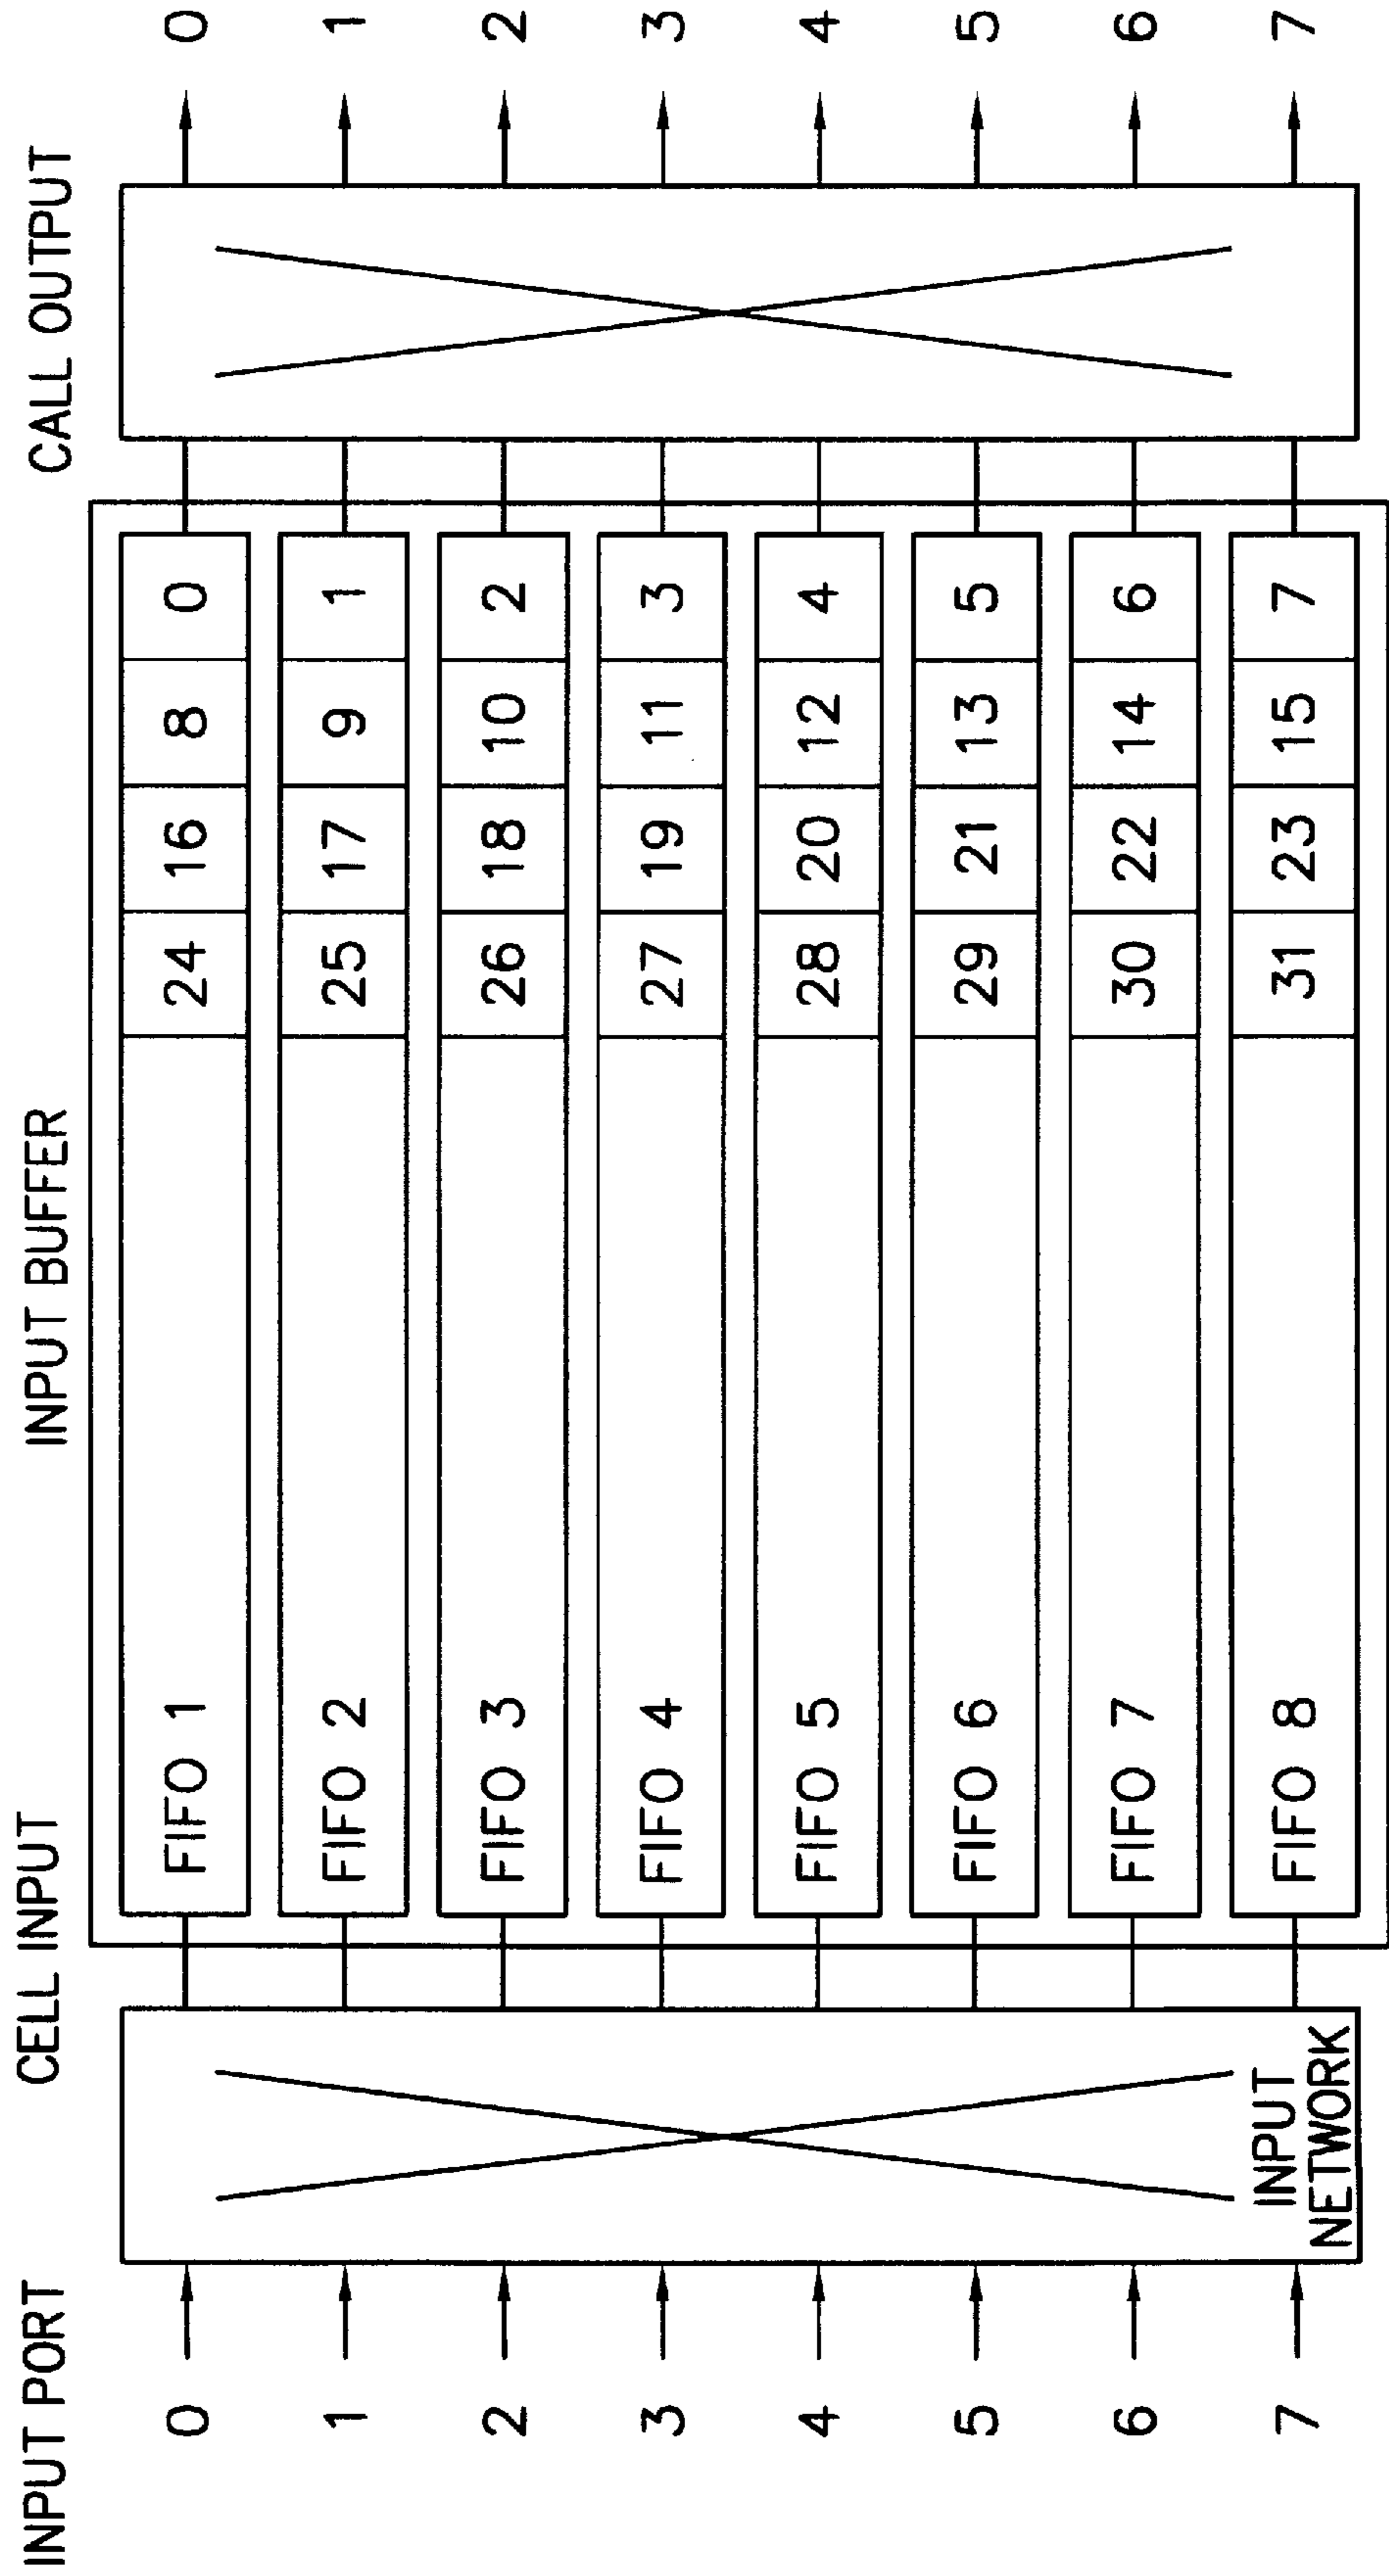 INPUT PORT CELL INPUT INPUT BUFFER CALL OUTPUT
0 FIFO 1 24 16 8 0 0
1 FIFO 2 25 17 9 1 1
2 FIFO 3 26 18 10 2 2
3 FIFO 4 27 19 11 3 3
4 FIFO 5 28 20 12 4 4
5 FIFO 6 29 21 13 5 5
6 FIFO 7 30 22 14 6 6
7 INPUT NETWORK FIFO 8 31 23 15 7 7